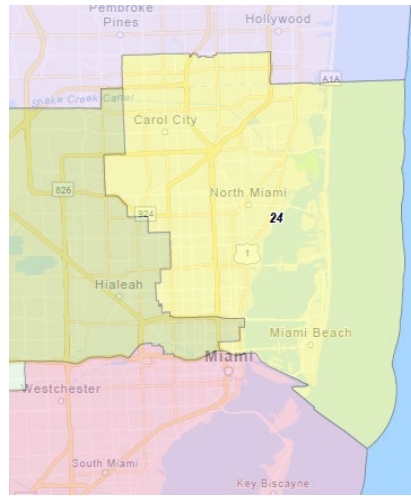 Pembroke
Pines
Hollywood
A1A
Snake Creek Canal
Carol City
826
North Miami
924
24
1
Hialeah
Miami Beach
Miami
Westchester
South Miami
Key Biscayne